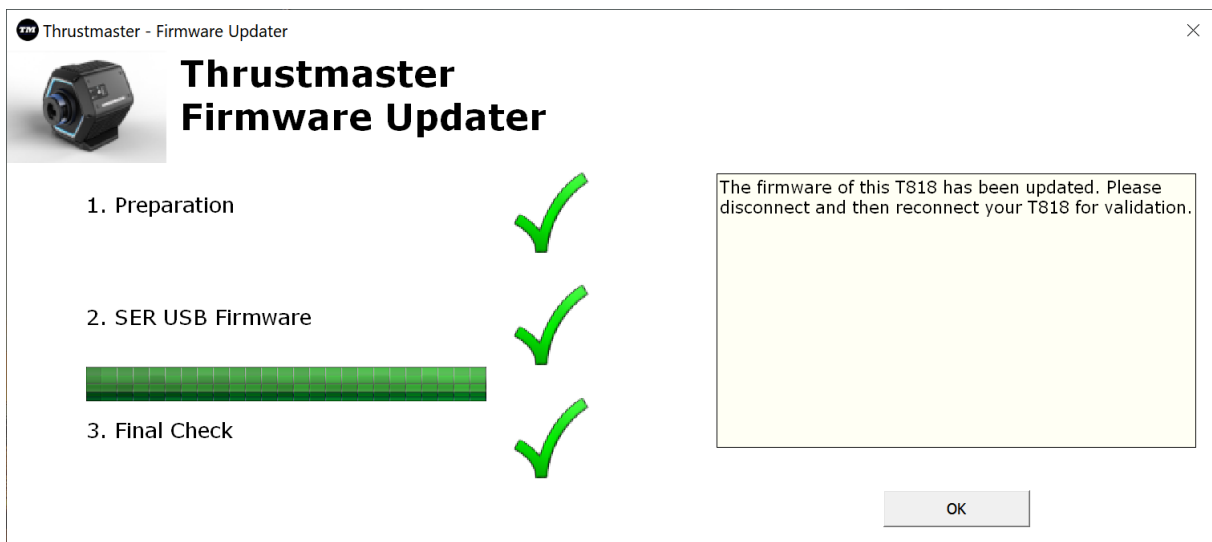 TM Thrustmaster - Firmware Updater
Thrustmaster
Firmware Updater
1. Preparation
2. SER USB Firmware
3. Final Check
The firmware of this T818 has been updated. Please
disconnect and then reconnect your T818 for validation.
OK